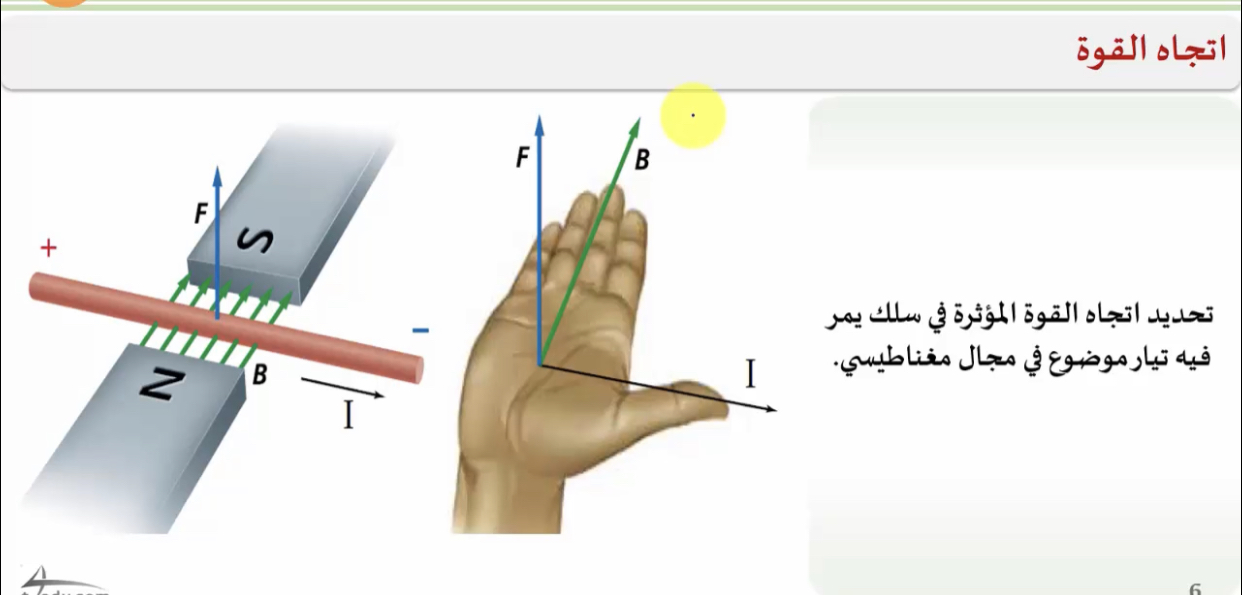 اتجاه القوة
F
S
+
-
N
B
I
F
B
I
تحديد اتجاه القوة المؤثرة في سلك يمر
فيه تيار موضوع في مجال مغناطيسي.
6